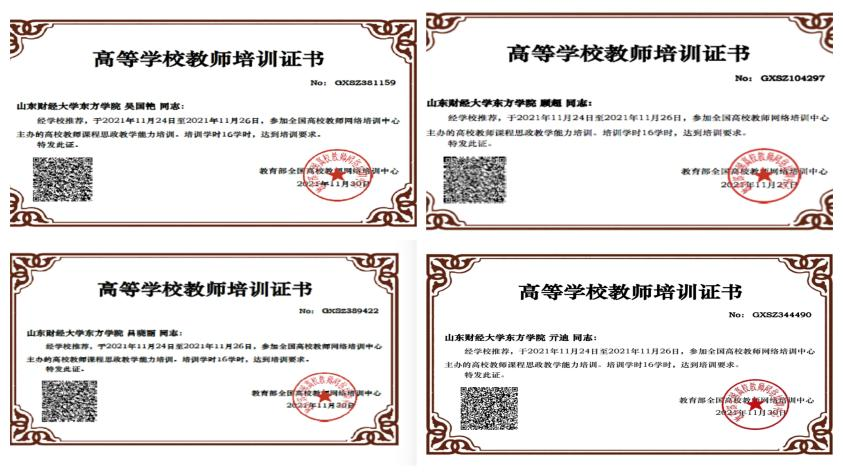 高等学校教师培训证书
No: GXSZ381159
山东财经大学东方学院 吴国艳 同志:
经学校推荐，于2021年11月24日至2021年11月26日，参加全国高校教师网络培训中心
主办的高校教师课程思政教学能力培训。培训学时16学时，达到培训要求。
特发此证。
教育部全国高校教师网络培训中心
2021年11月30日
高等学校教师培训证书
No: GXSZ104297
山东财经大学东方学院 顾超 同志:
经学校推荐，于2021年11月24日至2021年11月26日，参加全国高校教师网络培训中心
主办的高校教师课程思政教学能力培训。培训学时16学时，达到培训要求。
特发此证。
教育部全国高校教师网络培训中心
2021年11月27日
高等学校教师培训证书
No: GXSZ389422
山东财经大学东方学院 吕晓丽 同志:
经学校推荐，于2021年11月24日至2021年11月26日，参加全国高校教师网络培训中心
主办的高校教师课程思政教学能力培训。培训学时16学时，达到培训要求。
特发此证。
教育部全国高校教师网络培训中心
2021年11月30日
高等学校教师培训证书
No: GXSZ344490
山东财经大学东方学院 亓迪 同志:
经学校推荐，于2021年11月24日至2021年11月26日，参加全国高校教师网络培训中心
主办的高校教师课程思政教学能力培训。培训学时16学时，达到培训要求。
特发此证。
教育部全国高校教师网络培训中心
2021年11月30日